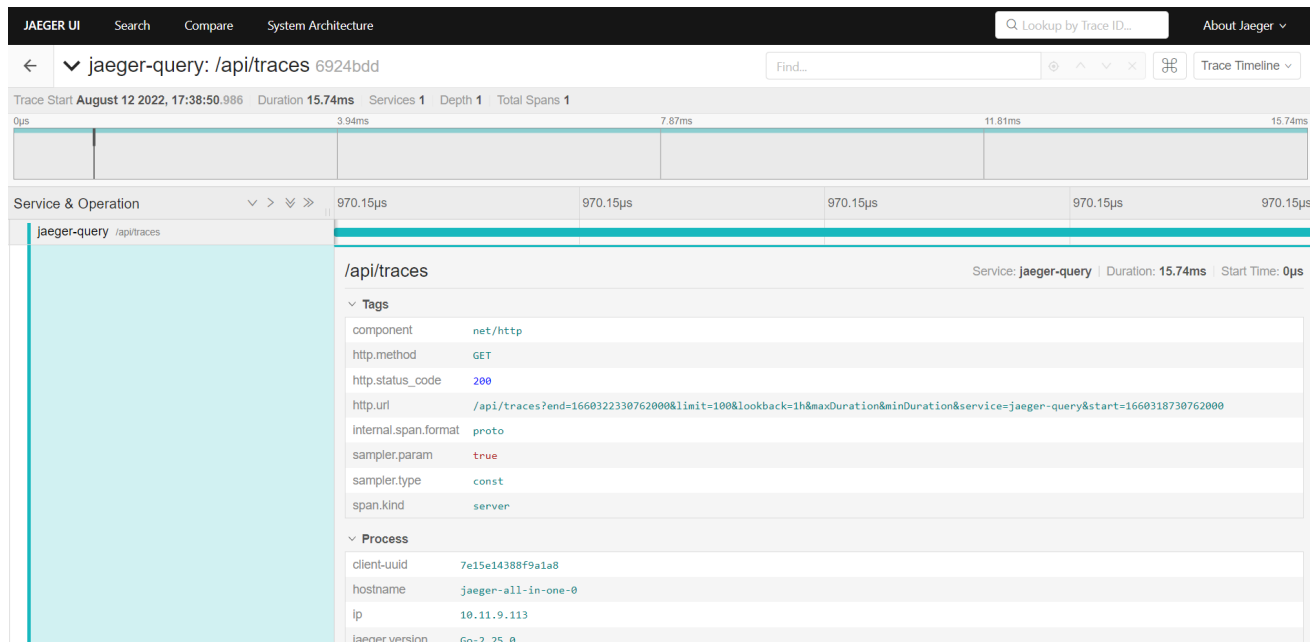 JAEGER UI Search Compare System Architecture Lookup by Trace ID... About Jaeger
jaeger-query: /api/traces 6924bdd Find... Trace Timeline
Trace Start August 12 2022, 17:38:50.986 Duration 15.74ms Services 1 Depth 1 Total Spans 1
0μs 3.94ms 7.87ms 11.81ms 15.74ms
Service & Operation 970.15μs 970.15μs 970.15μs 970.15μs 970.15μs
jaeger-query /api/traces
/api/traces Service: jaeger-query Duration: 15.74ms Start Time: 0μs
Tags
component net/http
http.method GET
http.status_code 200
http.url /api/traces?end=1660322330762000&limit=100&lookback=1h&maxDuration&minDuration&service=jaeger-query&start=1660318730762000
internal.span.format proto
sampler.param true
sampler.type const
span.kind server
Process
client-uuid 7e15e14388f9a1a8
hostname jaeger-all-in-one-0
ip 10.11.9.113
jaeger.version Go-2.25.0